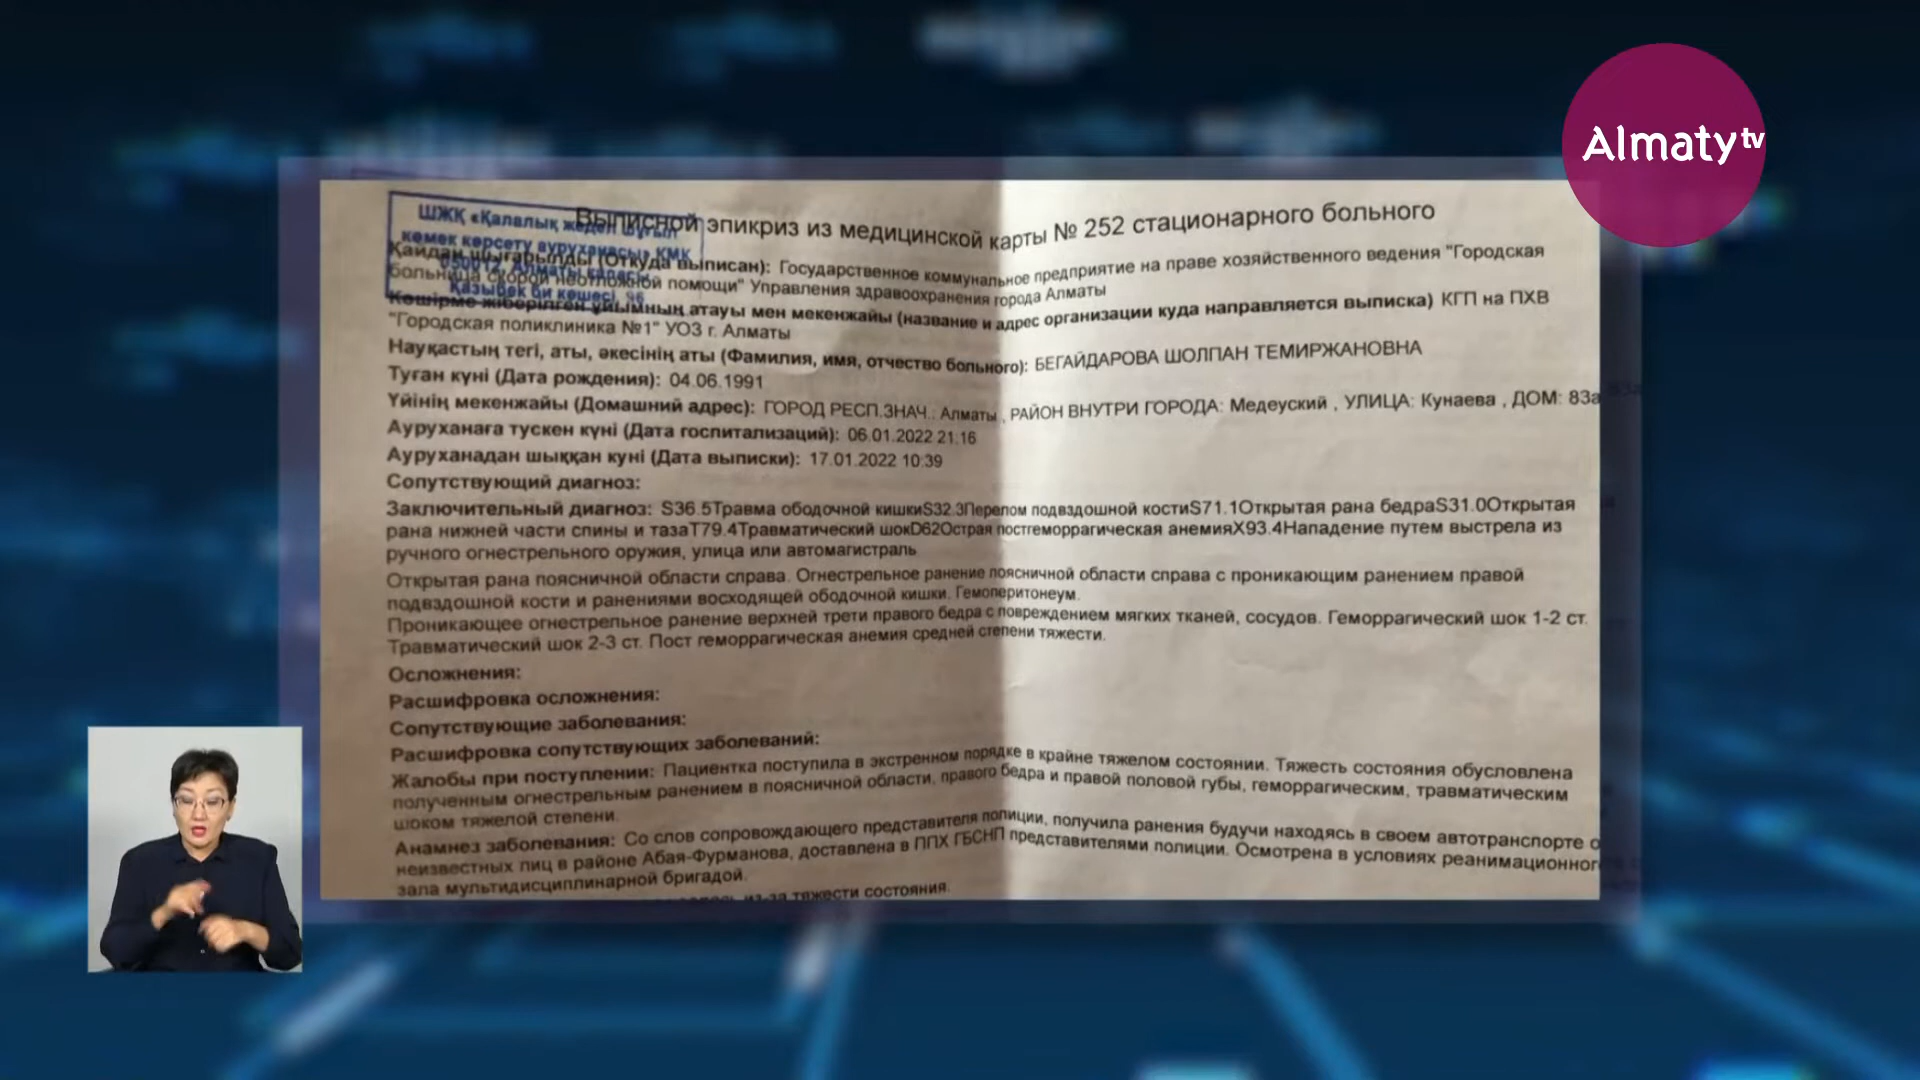 Almaty tv
ШЖҚ «Қалалық жедел шұғыл
көмек көрсету ауруханасы» КМК
050012, Алматы қаласы,
Қазыбек би көшесі, 96
Выписной эпикриз из медицинской карты № 252 стационарного больного
Қайдан шығарылды (Откуда выписан): Государственное коммунальное предприятие на праве хозяйственного ведения "Городская
больница скорой неотложной помощи" Управления здравоохранения города Алматы
Көшірме жіберілген ұйымның атауы мен мекенжайы (название и адрес организации куда направляется выписка) КГП на ПХВ
"Городская поликлиника №1" УОЗ г. Алматы
Науқастың тегі, аты, әкесінің аты (Фамилия, имя, отчество больного): БЕГАЙДАРОВА ШОЛПАН ТЕМИРЖАНОВНА
Туған күні (Дата рождения): 04.06.1991
Үйінің мекенжайы (Домашний адрес): ГОРОД РЕСП.ЗНАЧ.: Алматы , РАЙОН ВНУТРИ ГОРОДА: Медеуский , УЛИЦА: Кунаева , ДОМ: 83а
Ауруханаға түскен күні (Дата госпитализаций): 06.01.2022 21:16
Ауруханадан шыққан куні (Дата выписки): 17.01.2022 10:39
Сопутствующий диагноз:
Заключительный диагноз: S36.5Травма ободочной кишкиS32.3Перелом подвздошной костиS71.1Открытая рана бедраS31.0Открытая
рана нижней части спины и тазаT79.4Травматический шокD62Острая постгеморрагическая анемияX93.4Нападение путем выстрела из
ручного огнестрельного оружия, улица или автомагистраль
Открытая рана поясничной области справа. Огнестрельное ранение поясничной области справа с проникающим ранением правой
подвздошной кости и ранениями восходящей ободочной кишки. Гемоперитонеум.
Проникающее огнестрельное ранение верхней трети правого бедра с повреждением мягких тканей, сосудов. Геморрагический шок 1-2 ст.
Травматический шок 2-3 ст. Пост геморрагическая анемия средней степени тяжести.
Осложнения:
Расшифровка осложнения:
Сопутствующие заболевания:
Расшифровка сопутствующих заболеваний:
Жалобы при поступлении: Пациентка поступила в экстренном порядке в крайне тяжелом состоянии. Тяжесть состояния обусловлена
полученным огнестрельным ранением в поясничной области, правого бедра и правой половой губы, геморрагическим, травматическим
шоком тяжелой степени.
Анамнез заболевания: Со слов сопровождающего представителя полиции, получила ранения будучи находясь в своем автотранспорте о
неизвестных лиц в районе Абая-Фурманова, доставлена в ППХ ГБСНП представителями полиции. Осмотрена в условиях реанимационног
зала мультидисциплинарной бригадой.
из-за тяжести состояния.